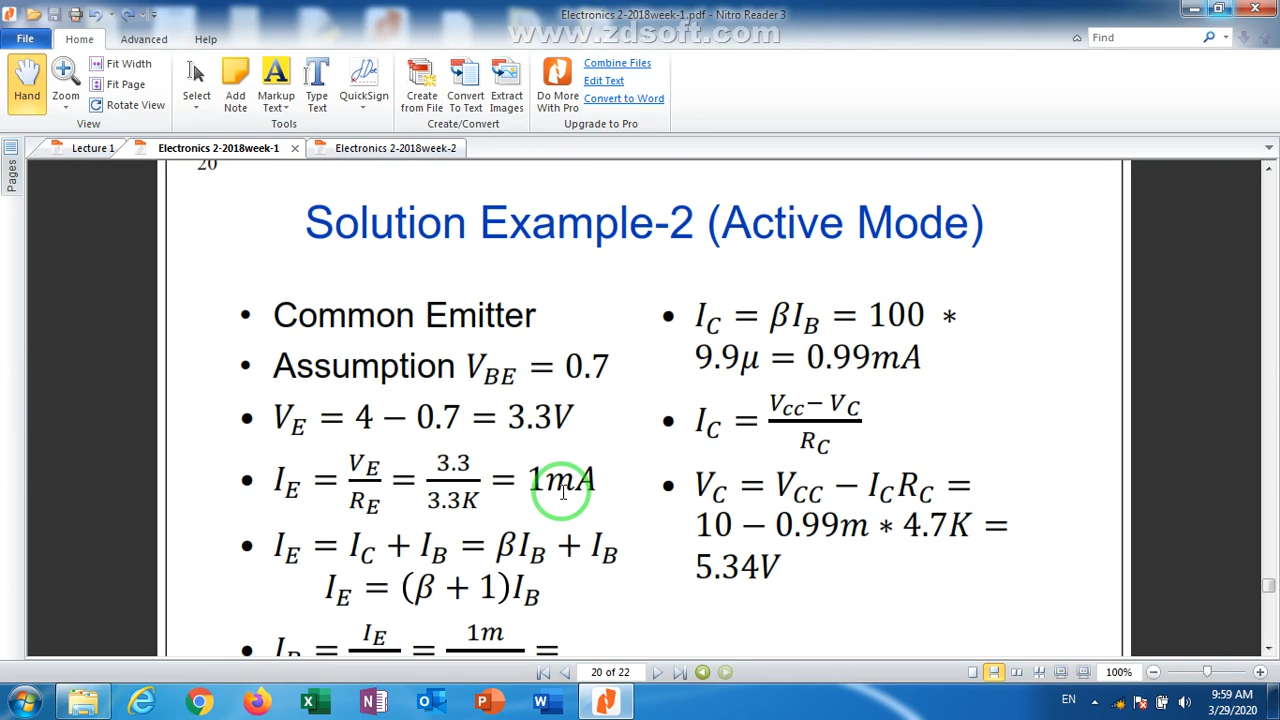 Electronics 2-2018week-1.pdf - Nitro Reader 3
www.zdsoft.com
File Home Advanced Help
Find
Hand
Zoom
Fit Width
Fit Page
Rotate View
View
Select
Add Note
Markup Text
Type Text
QuickSign
Tools
Create from File
Convert To Text
Extract Images
Create/Convert
Do More With Pro
Combine Files
Edit Text
Convert to Word
Upgrade to Pro
Lecture 1
Electronics 2-2018week-1
Electronics 2-2018week-2
Pages
20
Solution Example-2 (Active Mode)
• Common Emitter
• Assumption V_BE = 0.7
• V_E = 4 − 0.7 = 3.3V
• I_E = V_E/R_E = 3.3/3.3K = 1mA
• I_E = I_C + I_B = βI_B + I_B
I_E = (β + 1)I_B
• I_B = I_E = 1m =
• I_C = βI_B = 100 ∗
9.9μ = 0.99mA
• I_C = (V_cc − V_C)/R_C
• V_C = V_CC − I_C R_C =
10 − 0.99m ∗ 4.7K =
5.34V
20 of 22
100%
EN
9:59 AM
3/29/2020